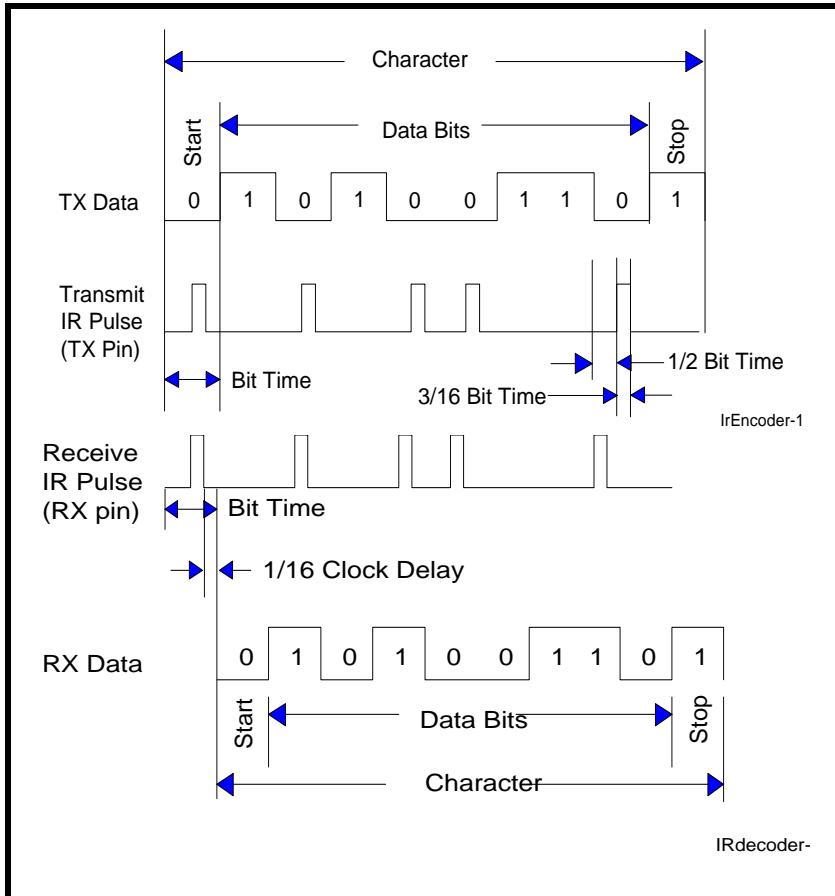 Character
Start
Data Bits
Stop
TX Data
0 1 0 1 0 0 1 1 0 1
Transmit
IR Pulse
(TX Pin)
Bit Time
1/2 Bit Time
3/16 Bit Time
IrEncoder-1
Receive
IR Pulse
(RX pin)
Bit Time
1/16 Clock Delay
RX Data
0 1 0 1 0 0 1 1 0 1
Start
Data Bits
Stop
Character
IRdecoder-